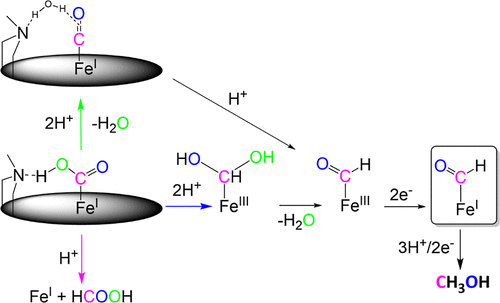 N H O H O
C
Fe^I
2H⁺ -H₂O H⁺
N H O O
C
Fe^I
2H⁺
HO OH
CH
Fe^III
-H₂O
O H
C
Fe^III
2e⁻
O H
C
Fe^I
H⁺
3H⁺/2e⁻
Fe^I + HCOOH
CH₃OH